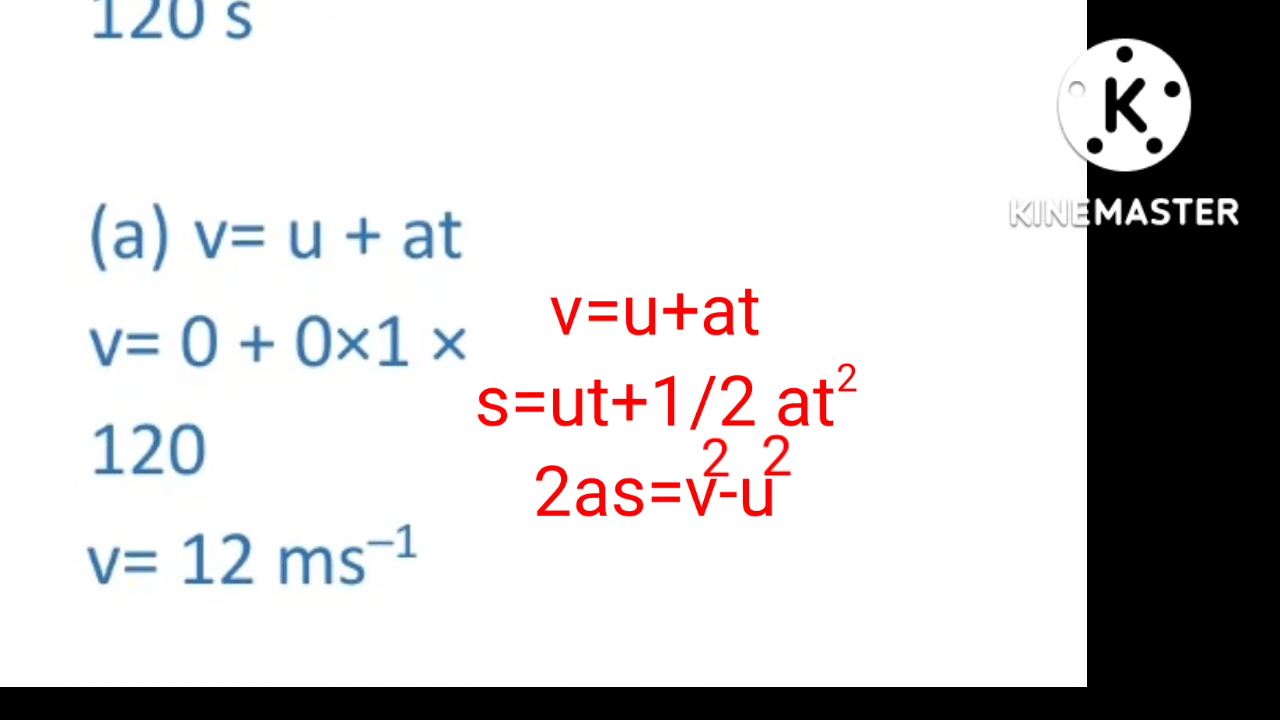 120 s
(a) v= u + at
v= 0 + 0×1 ×
120
v= 12 ms⁻¹
v=u+at
s=ut+1/2 at²
2as=v²-u²
K
KINEMASTER